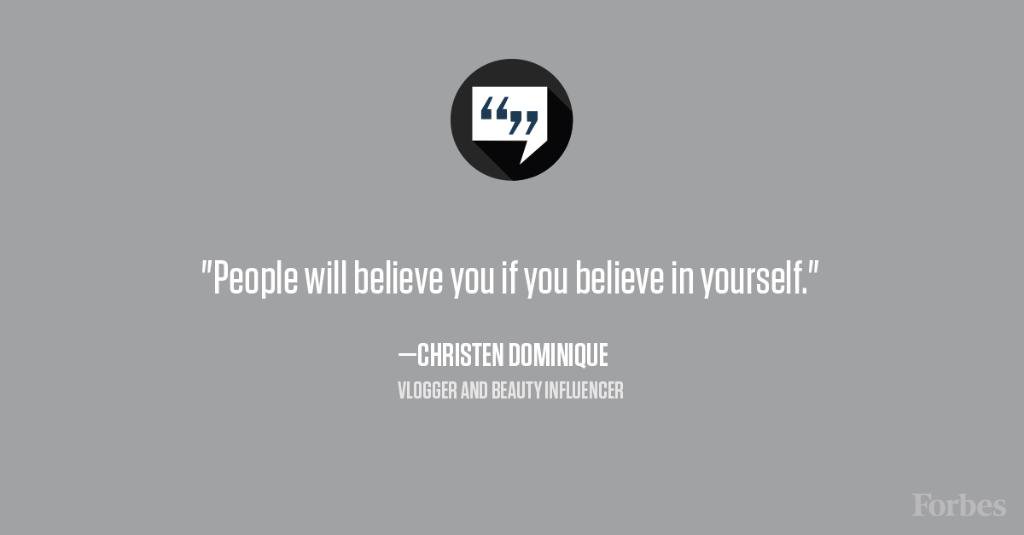 "People will believe you if you believe in yourself."
—CHRISTEN DOMINIQUE
VLOGGER AND BEAUTY INFLUENCER
Forbes